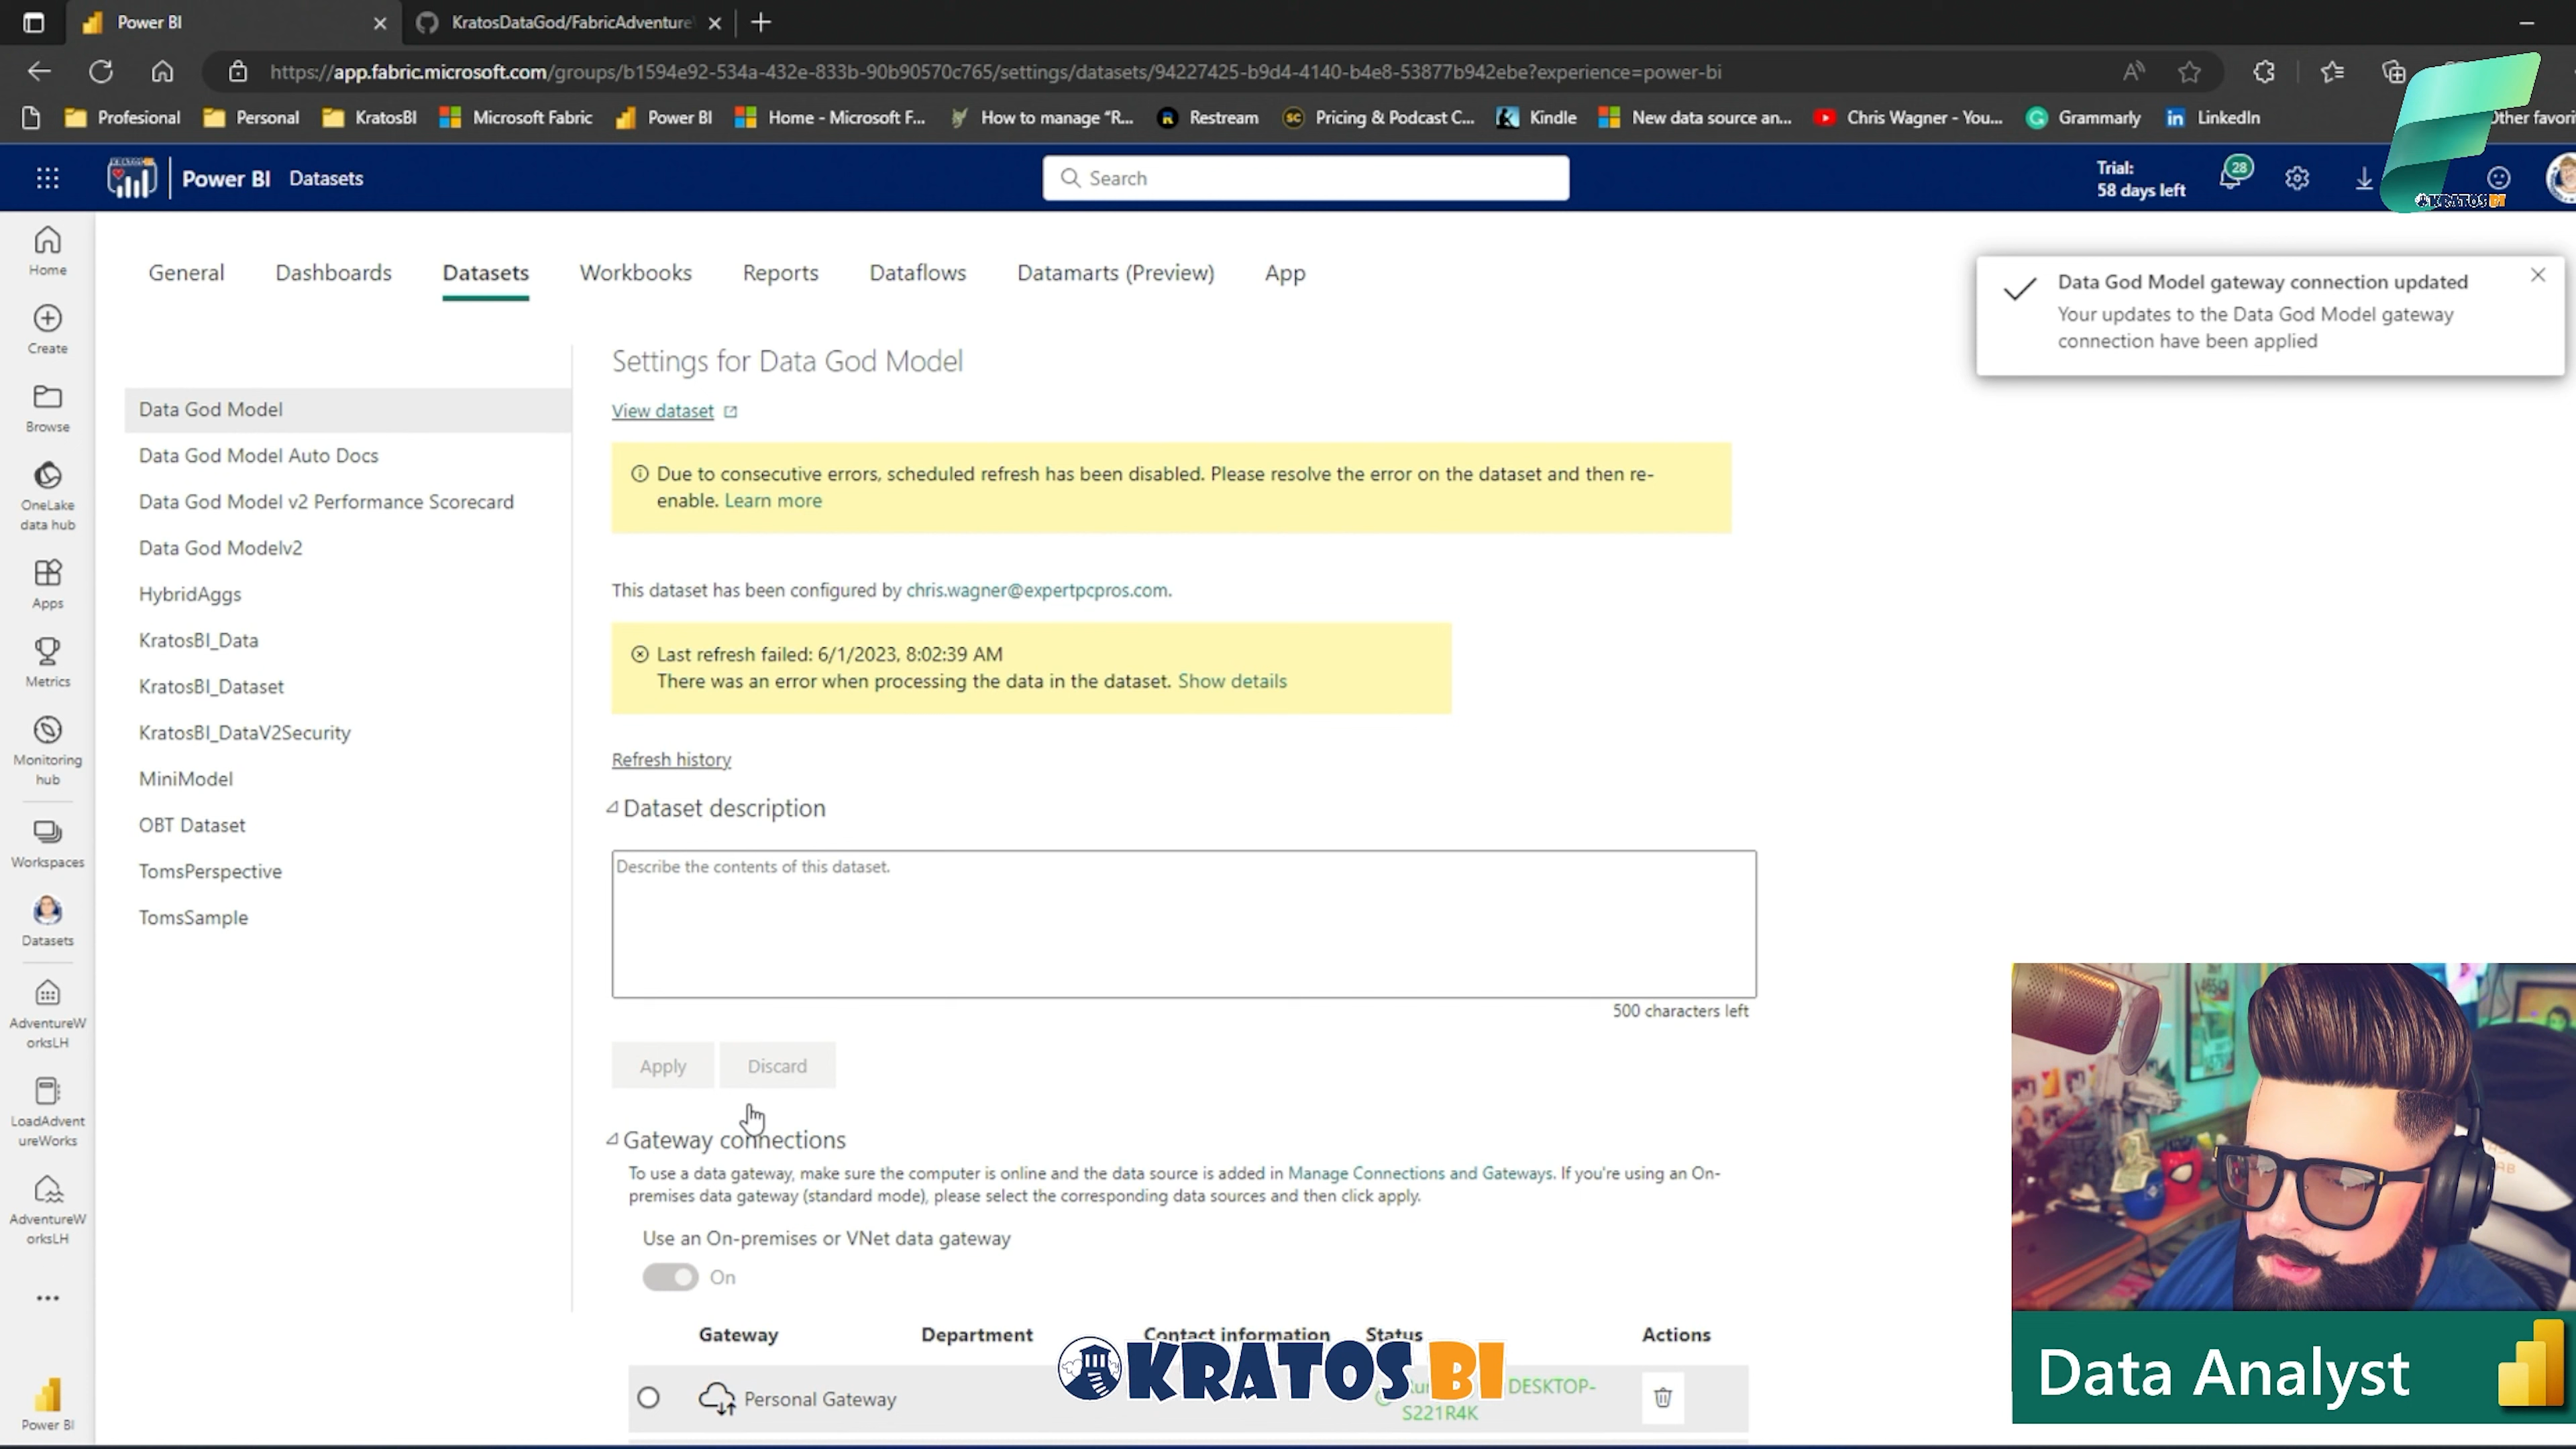 Power BI
KratosDataGod/FabricAdventure
https://app.fabric.microsoft.com/groups/b1594e92-534a-432e-833b-90b90570c765/settings/datasets/94227425-b9d4-4140-b4e8-53877b942ebe?experience=power-bi
Profesional
Personal
KratosBI
Microsoft Fabric
Power BI
Home - Microsoft F...
How to manage “R...
Restream
Pricing & Podcast C...
Kindle
New data source an...
Chris Wagner - You...
Grammarly
LinkedIn
Other favori
KRATOS BI
Power BI Datasets
Search
Trial:
58 days left
28
KRATOS BI
Home
Create
Browse
OneLake
data hub
Apps
Metrics
Monitoring
hub
Workspaces
Datasets
AdventureW
orksLH
LoadAdvent
ureWorks
AdventureW
orksLH
Power BI
General
Dashboards
Datasets
Workbooks
Reports
Dataflows
Datamarts (Preview)
App
Data God Model gateway connection updated
Your updates to the Data God Model gateway
connection have been applied
Data God Model
Data God Model Auto Docs
Data God Model v2 Performance Scorecard
Data God Modelv2
HybridAggs
KratosBI_Data
KratosBI_Dataset
KratosBI_DataV2Security
MiniModel
OBT Dataset
TomsPerspective
TomsSample
Settings for Data God Model
View dataset
Due to consecutive errors, scheduled refresh has been disabled. Please resolve the error on the dataset and then re-
enable. Learn more
This dataset has been configured by chris.wagner@expertpcpros.com.
Last refresh failed: 6/1/2023, 8:02:39 AM
There was an error when processing the data in the dataset. Show details
Refresh history
Dataset description
Describe the contents of this dataset.
500 characters left
Apply
Discard
Gateway connections
To use a data gateway, make sure the computer is online and the data source is added in Manage Connections and Gateways. If you're using an On-
premises data gateway (standard mode), please select the corresponding data sources and then click apply.
Use an On-premises or VNet data gateway
On
Gateway
Department
Contact information
Status
Actions
Personal Gateway
DESKTOP-
S221R4K
KRATOS BI
Data Analyst